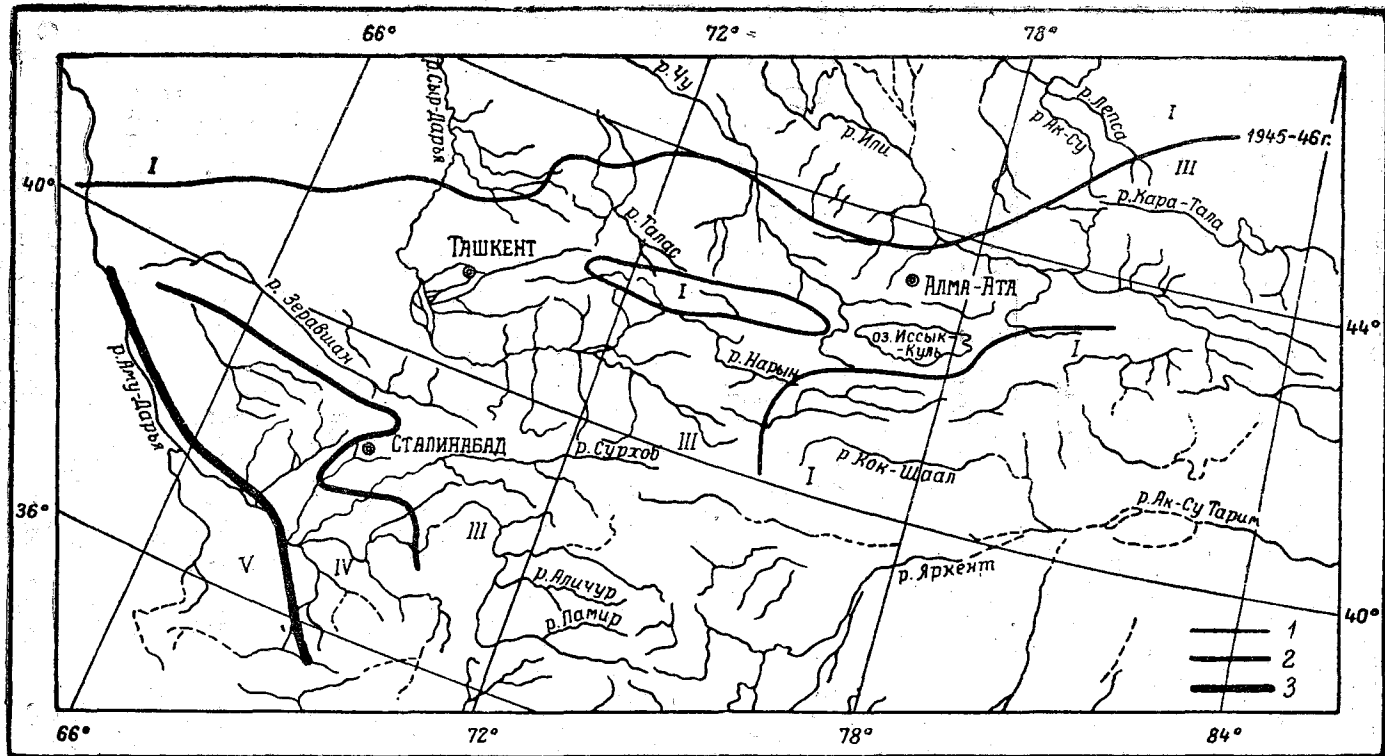 66° 72° 78°
р. Сыр-Дарья
р. Чу
р. Или
р. Лепса
р. Ак-Су
I
1945-46г.
I
III
40°
р. Кара-Тала
р. Талас
ТАШКЕНТ
АЛМА-АТА
I
р. Зеравшан
44°
оз. Иссык-
-Куль
р. Нарын
I
р. Аму-Дарья
СТАЛИНАБАД
р. Сурхоб
III
р. Кок-Шаал
I
р. Ак-Су Тарим
36°
III
V
IV
р. Аличур
р. Яркент
р. Памир
40°
1
2
3
66° 72° 78° 84°